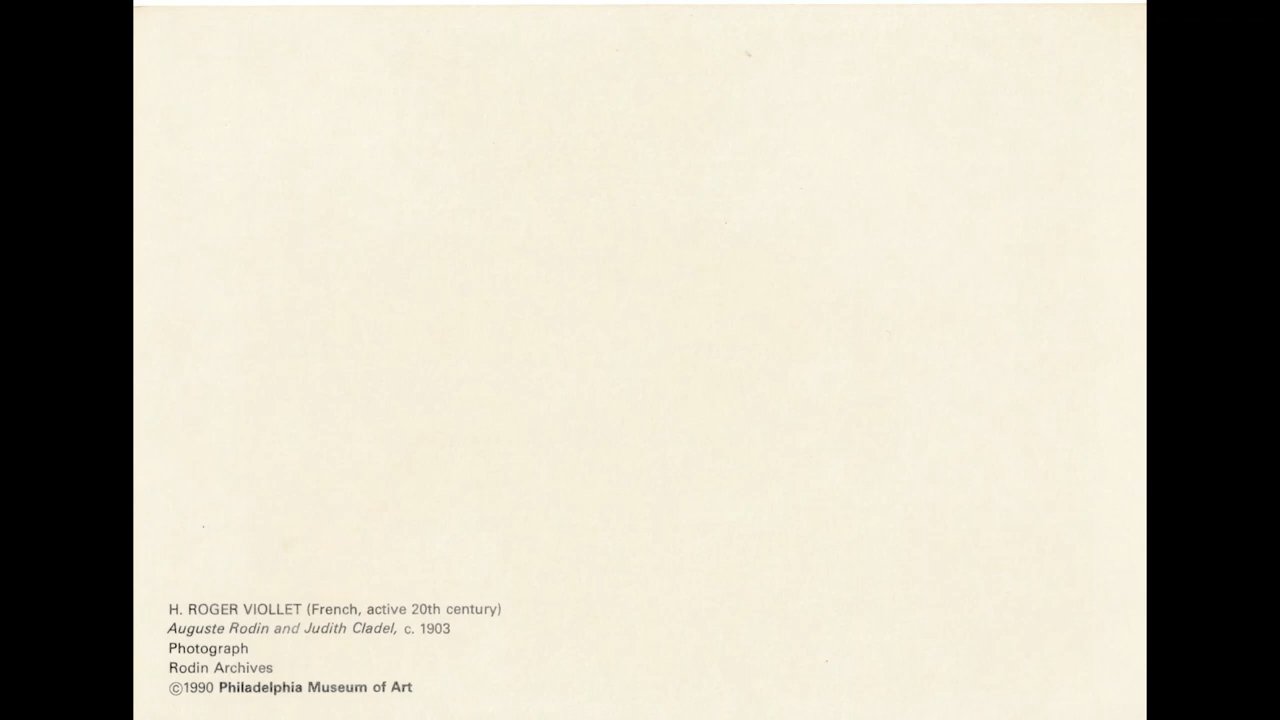 H. ROGER VIOLLET (French, active 20th century)
Auguste Rodin and Judith Cladel, c. 1903
Photograph
Rodin Archives
©1990 Philadelphia Museum of Art